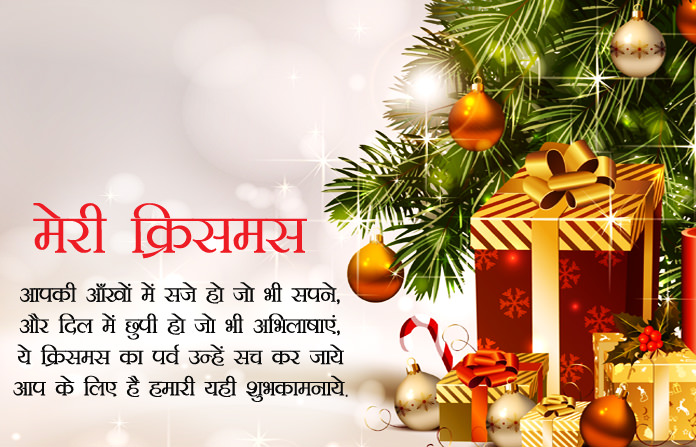 मेरी क्रिसमस
आपकी आँखों में सजे हो जो भी सपने,
और दिल में छुपी हो जो भी अभिलाषाएं,
ये क्रिसमस का पर्व उन्हें सच कर जाये
आप के लिए है हमारी यही शुभकामनाये.